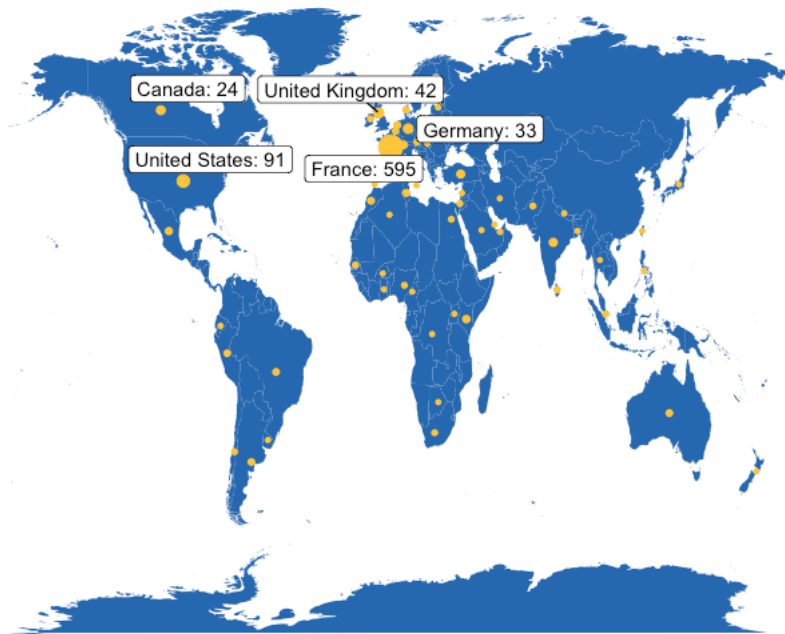 Canada: 24
United Kingdom: 42
Germany: 33
United States: 91
France: 595